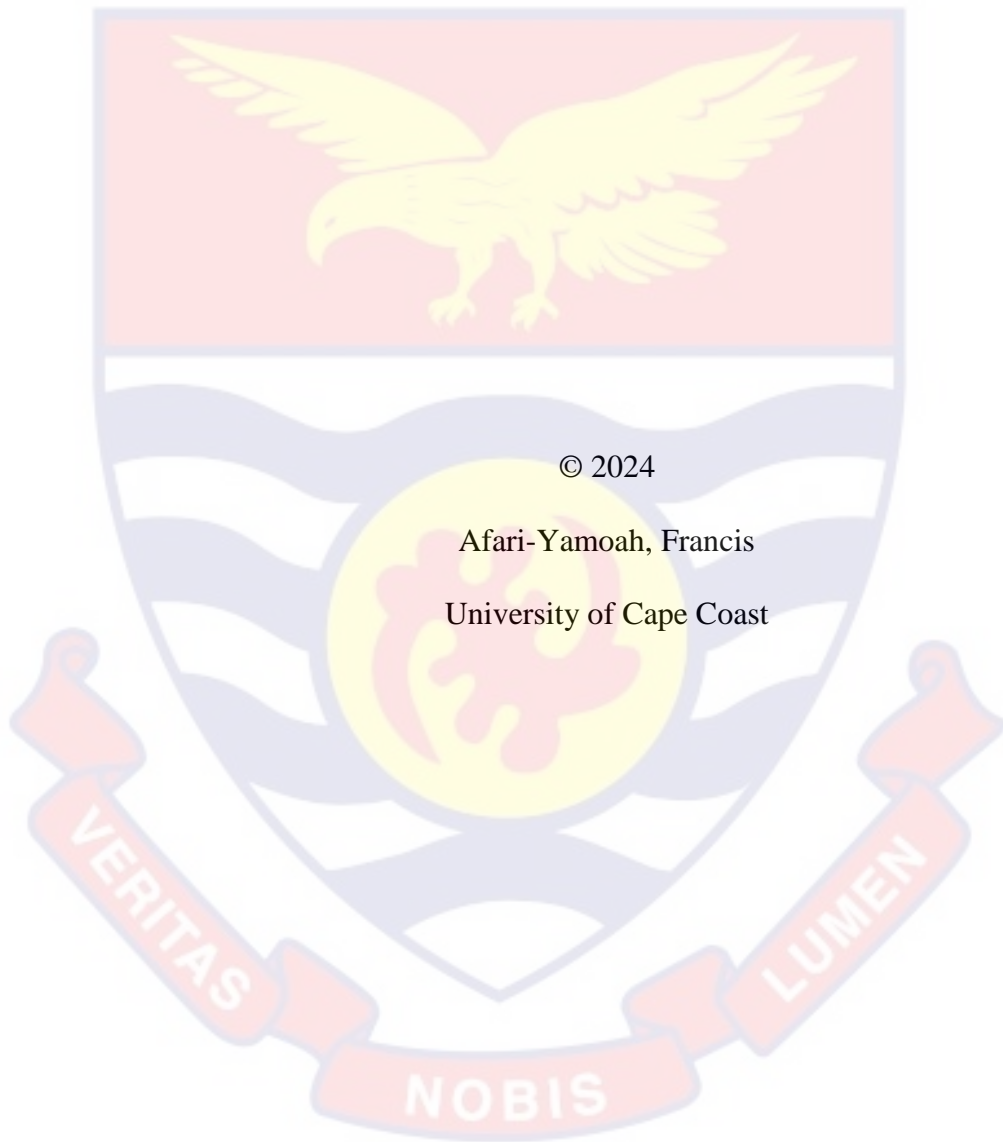 © 2024
Afari-Yamoah, Francis
University of Cape Coast
VERITAS
NOBIS
LUMEN